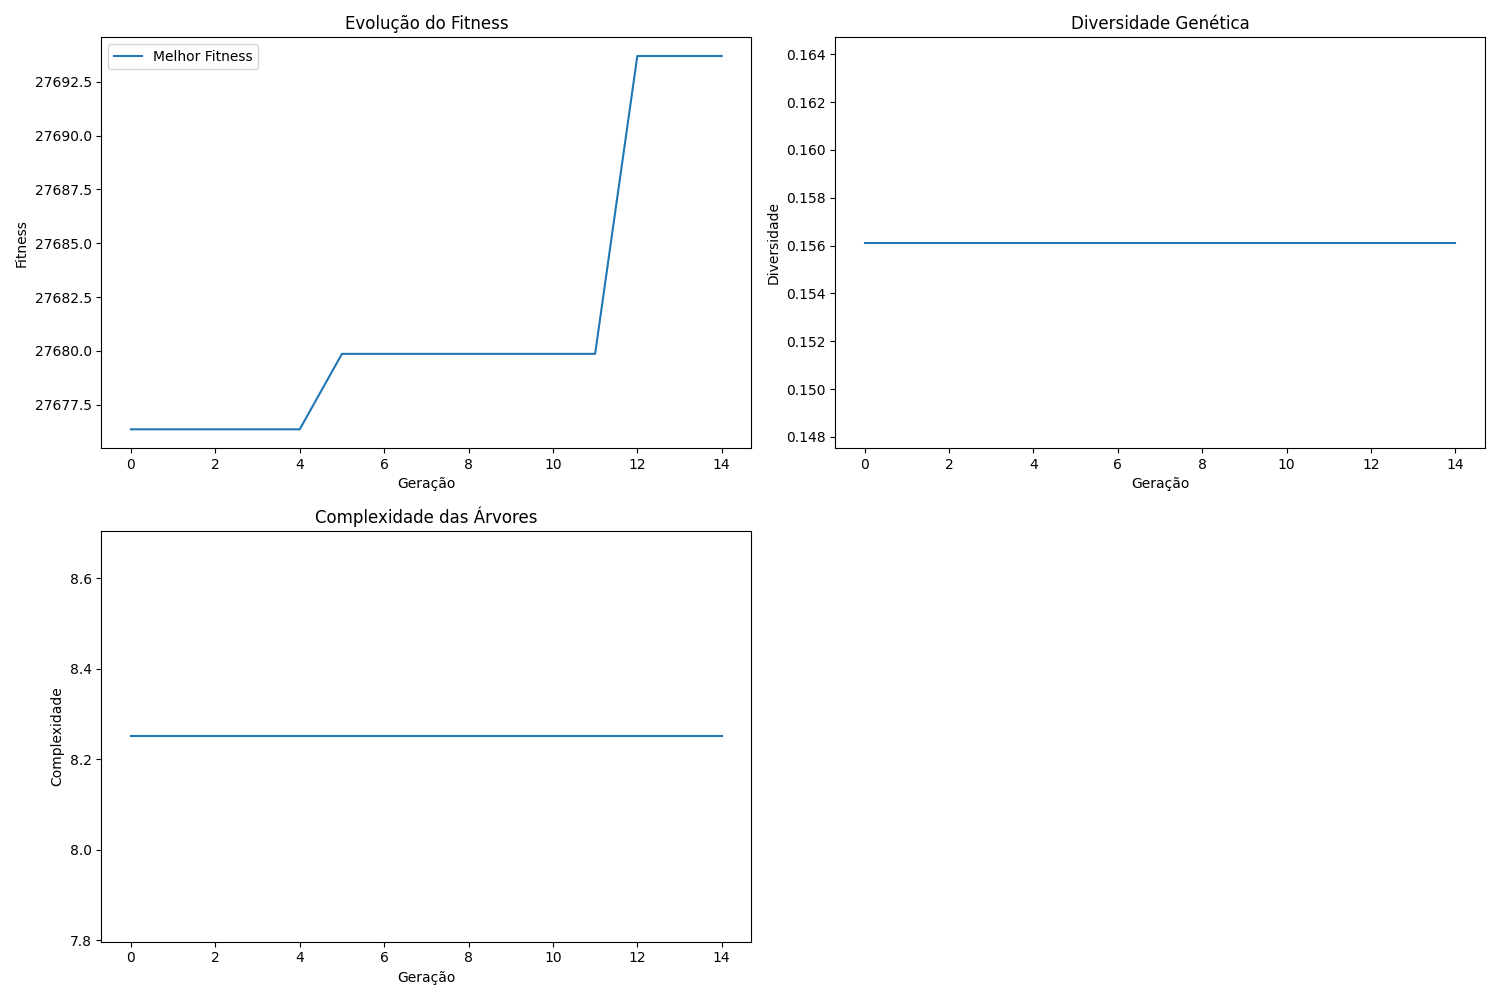 Evolução do Fitness
Melhor Fitness
27692.5
27690.0
27687.5
27685.0
27682.5
27680.0
27677.5
Fitness
0 2 4 6 8 10 12 14
Geração
Diversidade Genética
0.164
0.162
0.160
0.158
0.156
0.154
0.152
0.150
0.148
Diversidade
0 2 4 6 8 10 12 14
Geração
Complexidade das Árvores
8.6
8.4
8.2
8.0
7.8
Complexidade
0 2 4 6 8 10 12 14
Geração